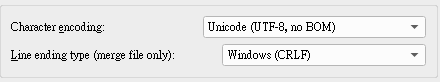 Character encoding: Unicode (UTF-8, no BOM)
Line ending type (merge file only): Windows (CRLF)